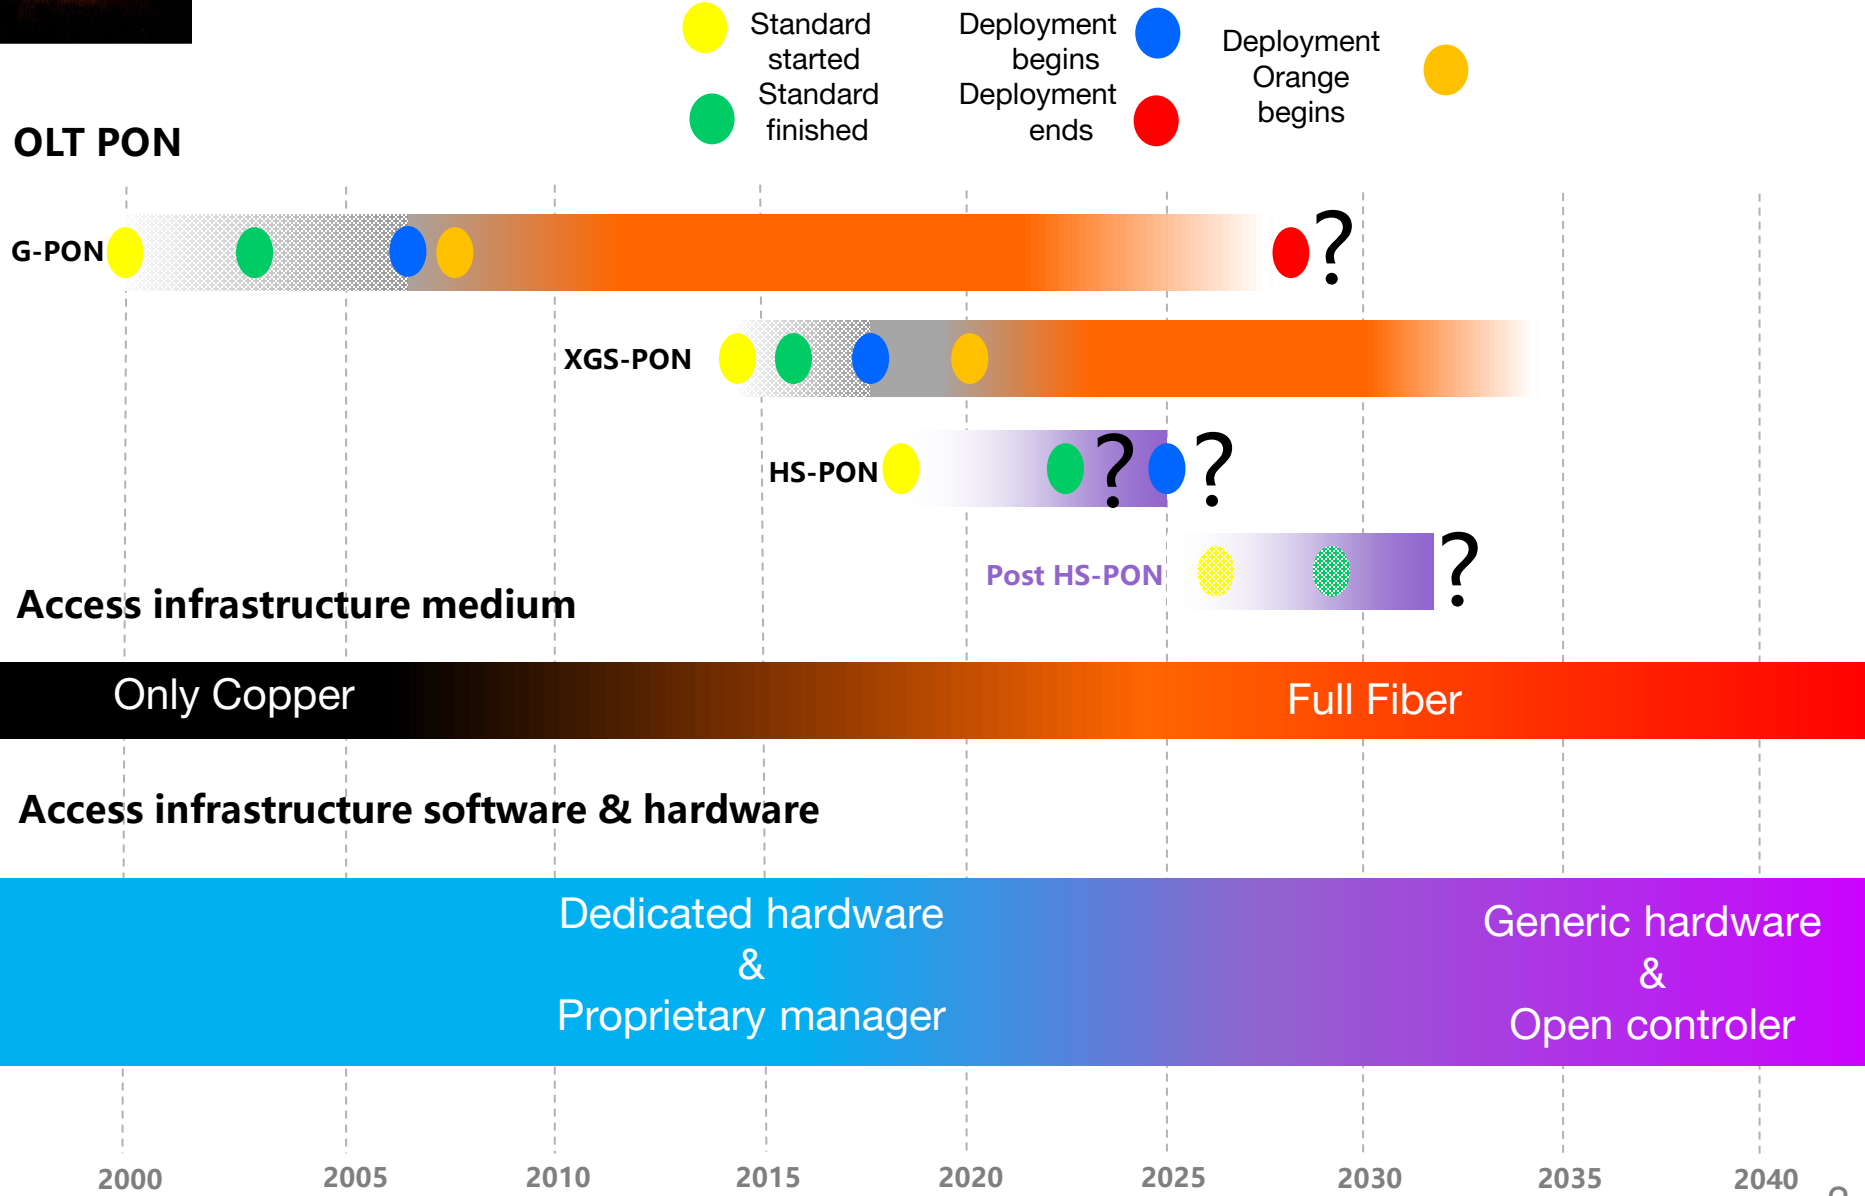 Standard
started
Standard
finished
Deployment
begins
Deployment
ends
Deployment
Orange
begins
OLT PON
G-PON
?
XGS-PON
HS-PON
? ?
Post HS-PON
?
Access infrastructure medium
Only Copper
Full Fiber
Access infrastructure software & hardware
Dedicated hardware
&
Proprietary manager
Generic hardware
&
Open controler
2000 2005 2010 2015 2020 2025 2030 2035 2040